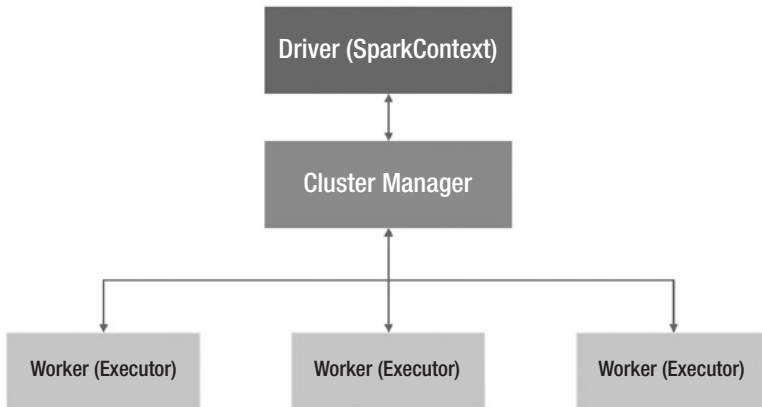 Driver (SparkContext)
Cluster Manager
Worker (Executor)
Worker (Executor)
Worker (Executor)